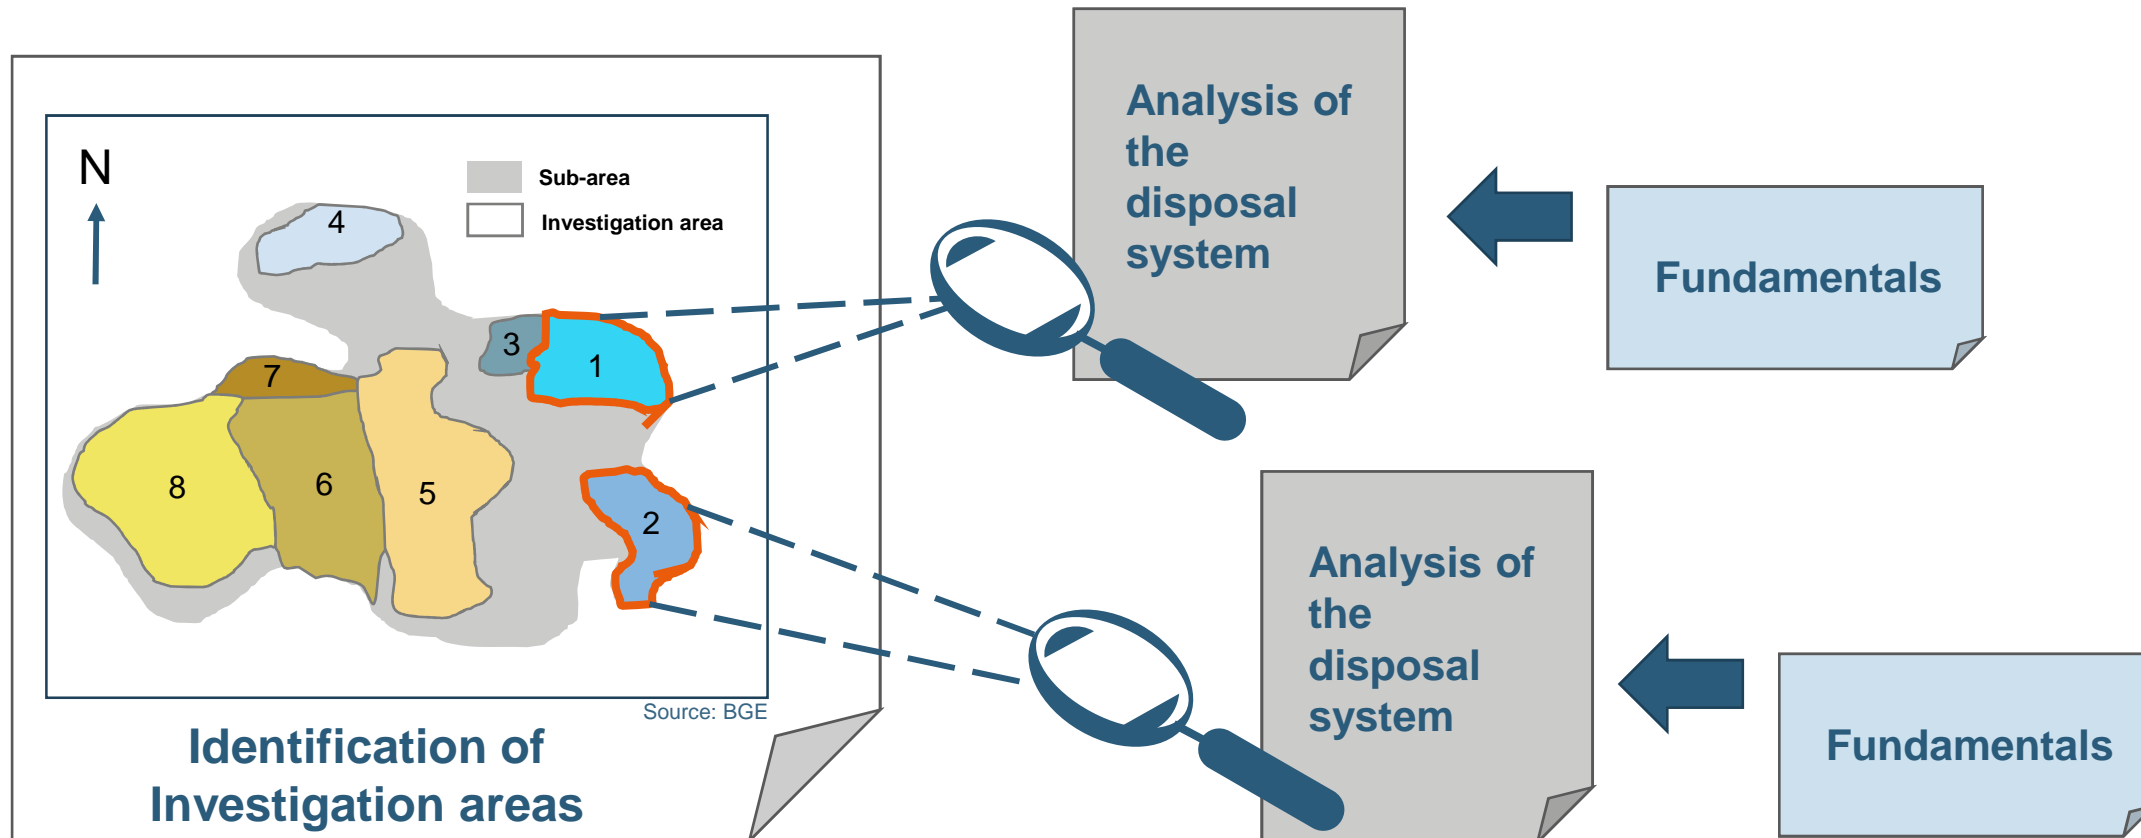 N
Sub-area
Investigation area
4
3
1
7
8
6
5
2
Source: BGE
Identification of
Investigation areas
Analysis of
the
disposal
system
Fundamentals
Analysis of
the
disposal
system
Fundamentals